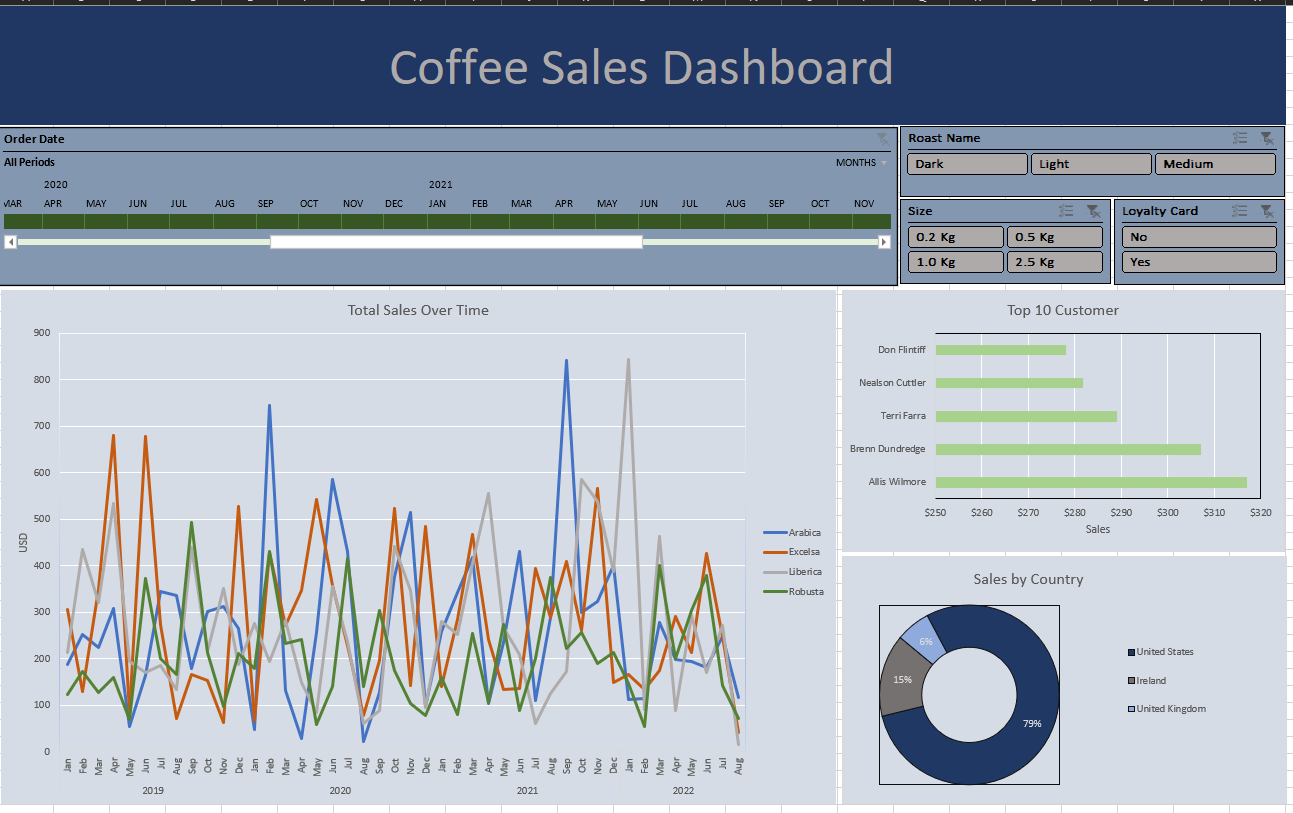 Coffee Sales Dashboard
Order Date
All Periods
MONTHS
2020 2021
MAR APR MAY JUN JUL AUG SEP OCT NOV DEC JAN FEB MAR APR MAY JUN JUL AUG SEP OCT NOV
Roast Name
Dark Light Medium
Size
0.2 Kg 0.5 Kg
1.0 Kg 2.5 Kg
Loyalty Card
No
Yes
Total Sales Over Time
900
800
700
600
500
400
300
200
100
0
USD
Jan Feb Mar Apr May Jun Jul Aug Sep Oct Nov Dec Jan Feb Mar Apr May Jun Jul Aug Sep Oct Nov Dec Jan Feb Mar Apr May Jun Jul Aug Sep Oct Nov Dec Jan Feb Mar Apr May Jun Jul Aug
2019 2020 2021 2022
Arabica
Excelsa
Liberica
Robusta
Top 10 Customer
Don Flintiff
Nealson Cuttler
Terri Farra
Brenn Dundredge
Allis Wilmore
$250 $260 $270 $280 $290 $300 $310 $320
Sales
Sales by Country
6%
15%
79%
United States
Ireland
United Kingdom